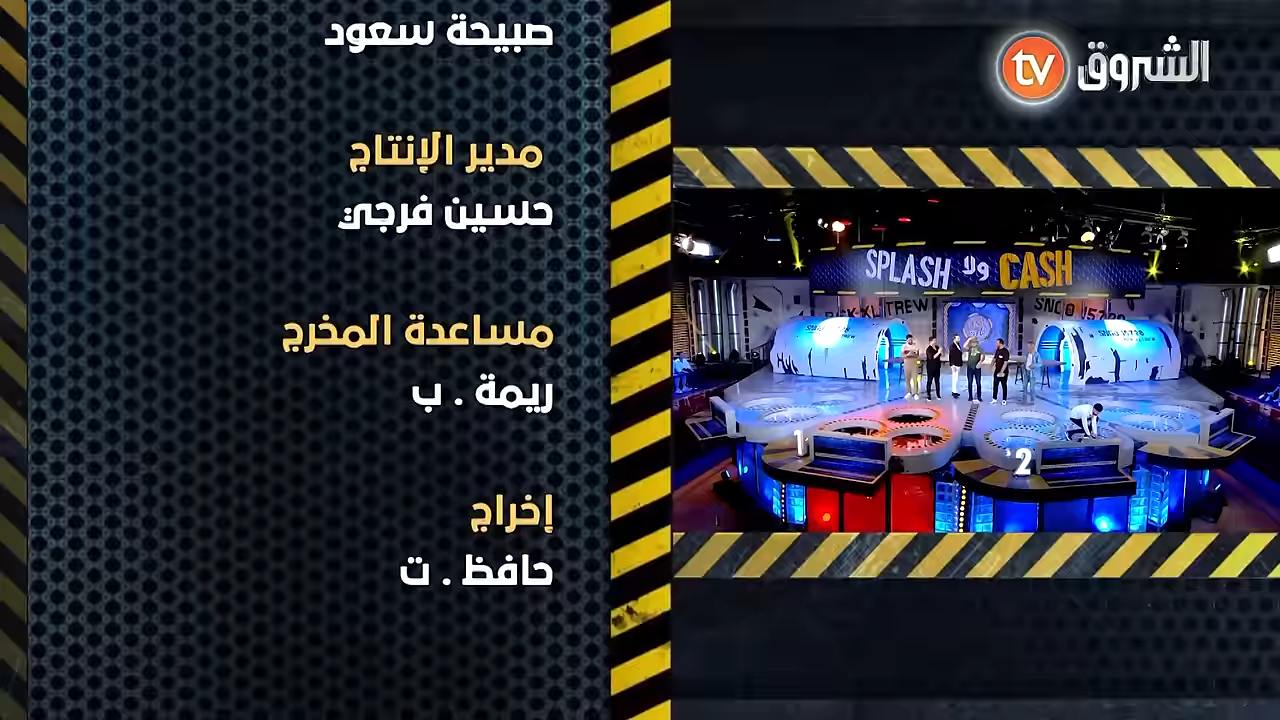 صبيحة سعود
مدير الإنتاج
حسين فرجي
مساعدة المخرج
ريمة . ب
إخراج
حافظ . ت
الشروق tv
SPLASH ولا CASH
1
2